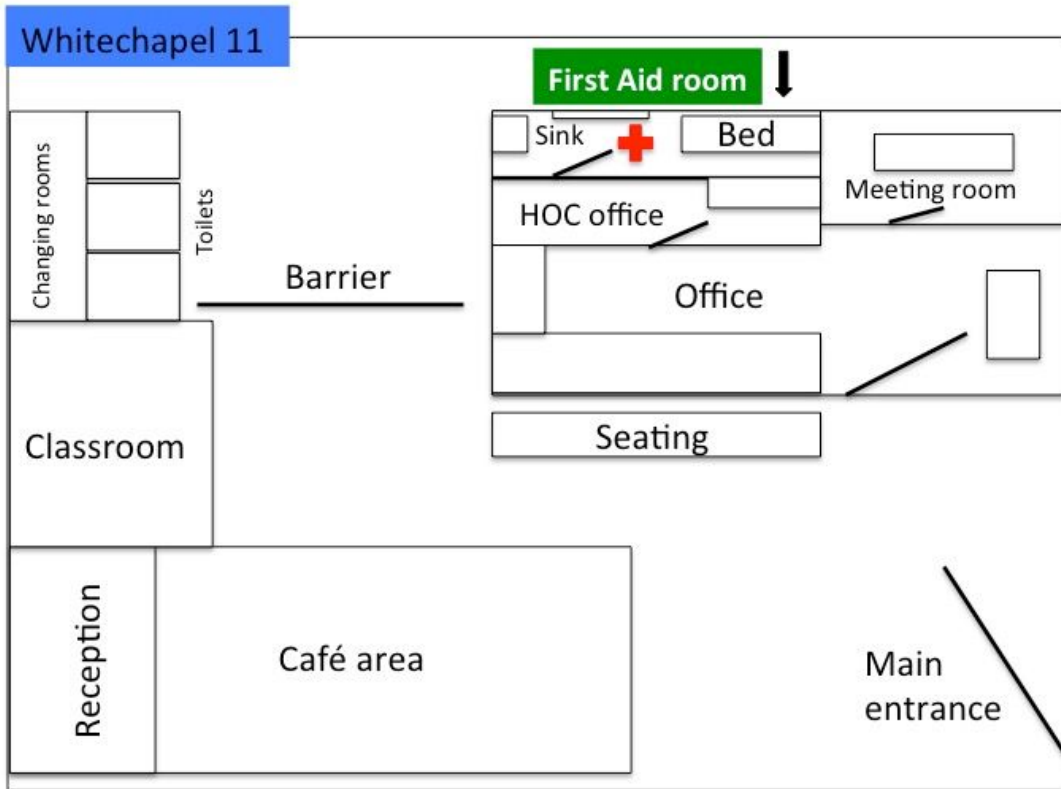 Whitechapel 11
First Aid room
Sink
Bed
Changing rooms
Toilets
HOC office
Meeting room
Barrier
Office
Classroom
Seating
Reception
Café area
Main
entrance